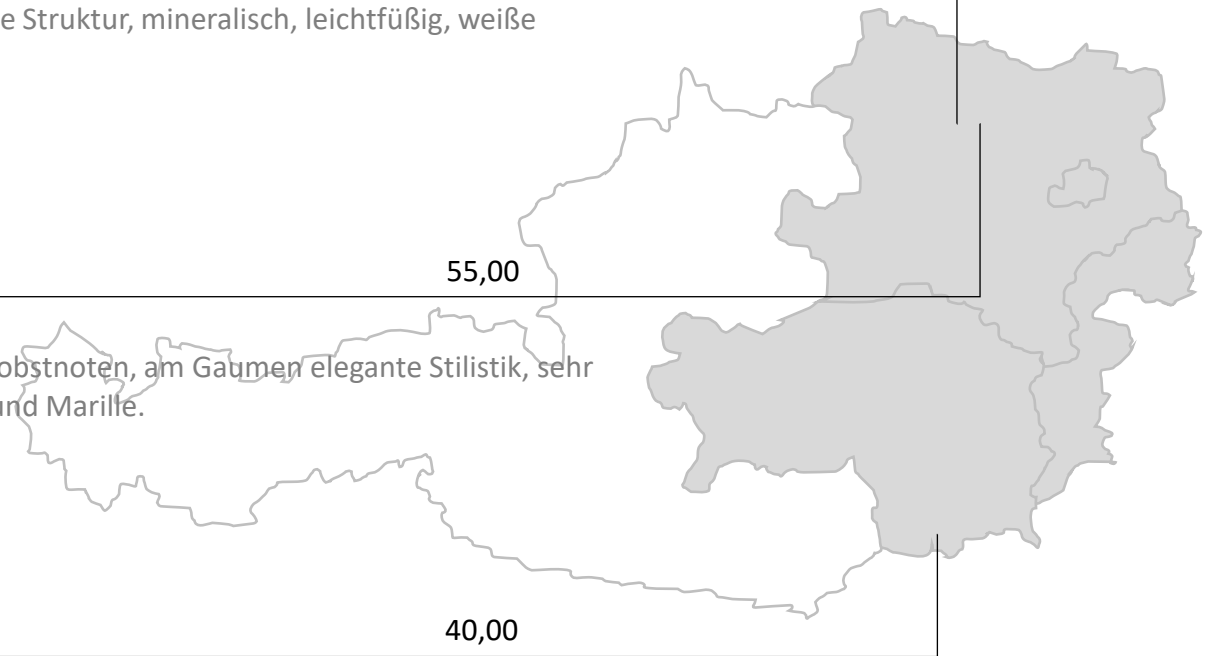 e Struktur, mineralisch, leichtfüßig, weiße
55,00
obstnoten, am Gaumen elegante Stilistik, sehr
und Marille.
40,00